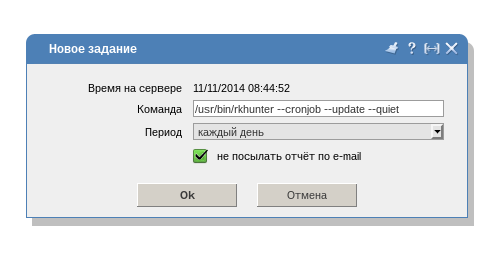 Новое задание
Время на сервере 11/11/2014 08:44:52
Команда /usr/bin/rkhunter --cronjob --update --quiet
Период каждый день
не посылать отчёт по e-mail
Ok Отмена